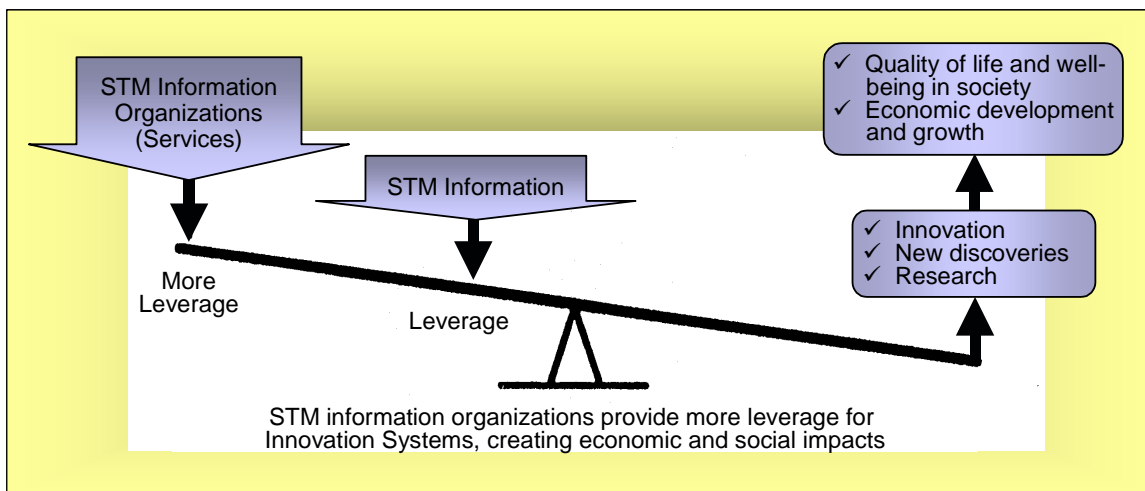 STM Information
Organizations
(Services)
STM Information
More
Leverage
Leverage
✓ Quality of life and well-
being in society
✓ Economic development
and growth
✓ Innovation
✓ New discoveries
✓ Research
STM information organizations provide more leverage for
Innovation Systems, creating economic and social impacts